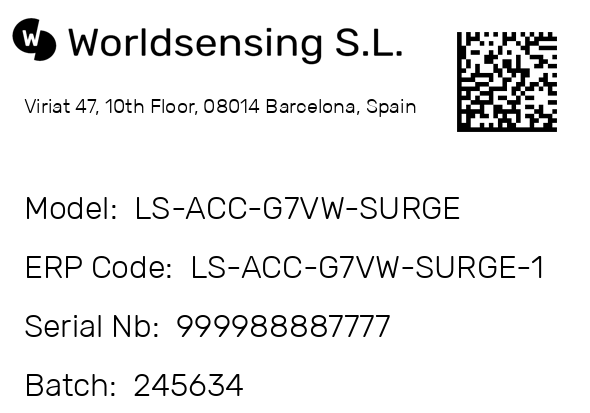 W Worldsensing S.L.
Viriat 47, 10th Floor, 08014 Barcelona, Spain
Model: LS-ACC-G7VW-SURGE
ERP Code: LS-ACC-G7VW-SURGE-1
Serial Nb: 999988887777
Batch: 245634